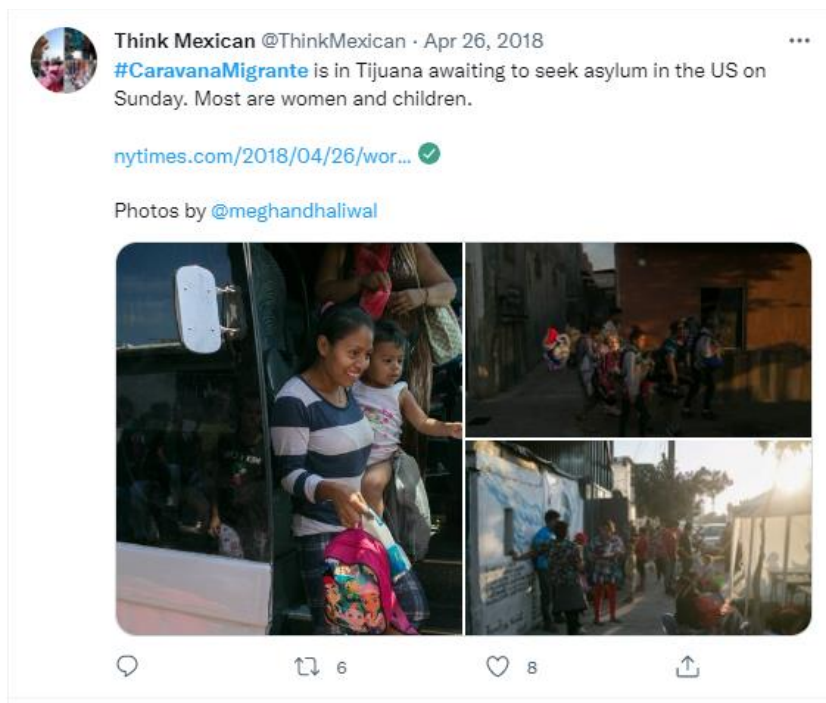 Think Mexican @ThinkMexican · Apr 26, 2018
#CaravanaMigrante is in Tijuana awaiting to seek asylum in the US on
Sunday. Most are women and children.
nytimes.com/2018/04/26/wor...
Photos by @meghandhaliwal
6
8